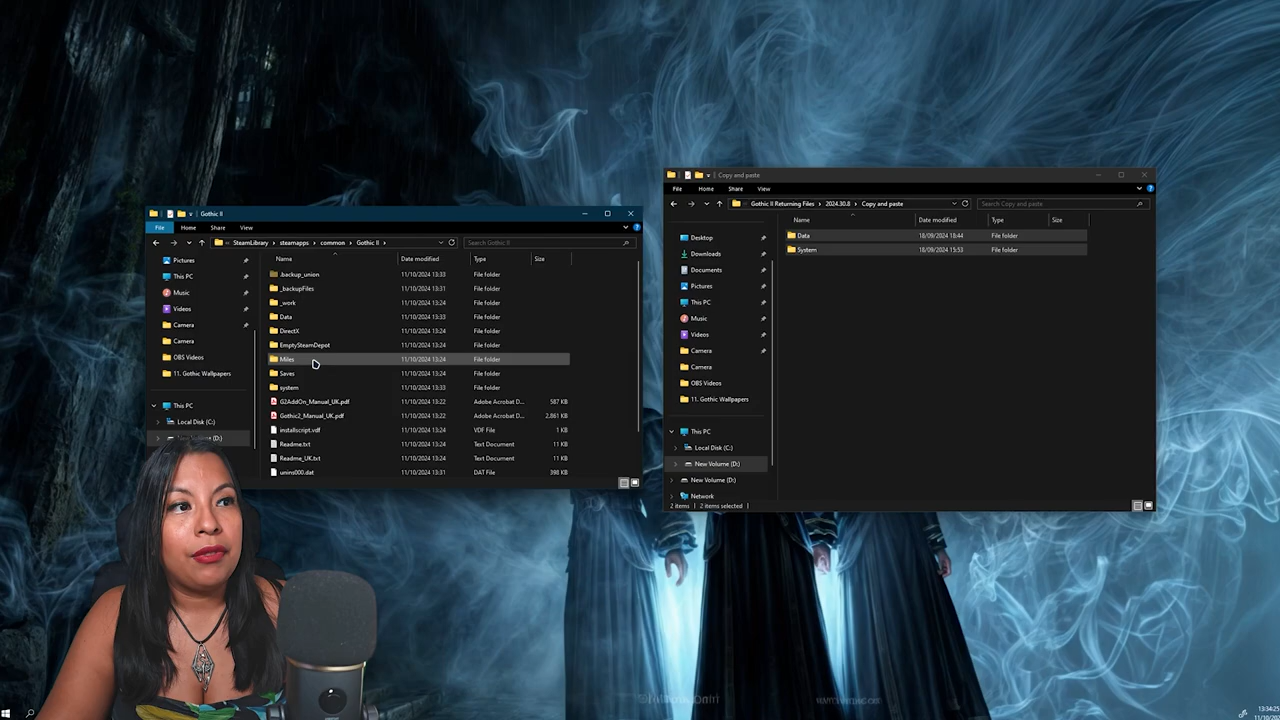 Gothic II
File Home Share View
SteamLibrary steamapps common Gothic II
Search Gothic II
Name Date modified Type Size
Pictures
This PC
Music
Videos
Camera
Camera
OBS Videos
11. Gothic Wallpapers
This PC
Local Disk (C:)
.backup_union 11/10/2024 13:33 File folder
_backupFiles 11/10/2024 13:31 File folder
_work 11/10/2024 13:24 File folder
Data 11/10/2024 13:33 File folder
DirectX 11/10/2024 13:24 File folder
EmptySteamDepot 11/10/2024 13:24 File folder
Miles 11/10/2024 13:24 File folder
Saves 11/10/2024 13:24 File folder
system 11/10/2024 13:33 File folder
G2AddOn_Manual_UK.pdf 11/10/2024 13:22 Adobe Acrobat D... 587 KB
Gothic2_Manual_UK.pdf 11/10/2024 13:22 Adobe Acrobat D... 2,861 KB
installscript.vdf 11/10/2024 13:24 VDF File 1 KB
Readme.txt 11/10/2024 13:24 Text Document 11 KB
Readme_UK.txt 11/10/2024 13:24 Text Document 11 KB
unins000.dat 11/10/2024 13:31 DAT File 398 KB
Copy and paste
File Home Share View
Gothic II Returning Files 2024.30.8 Copy and paste
Search Copy and paste
Name Date modified Type Size
Desktop
Downloads
Documents
Pictures
This PC
Music
Videos
Camera
Camera
OBS Videos
11. Gothic Wallpapers
This PC
Local Disk (C:)
New Volume (D:)
New Volume (D:)
Network
Data 18/09/2024 18:44 File folder
System 18/09/2024 15:53 File folder
2 items 2 items selected
13:34:25